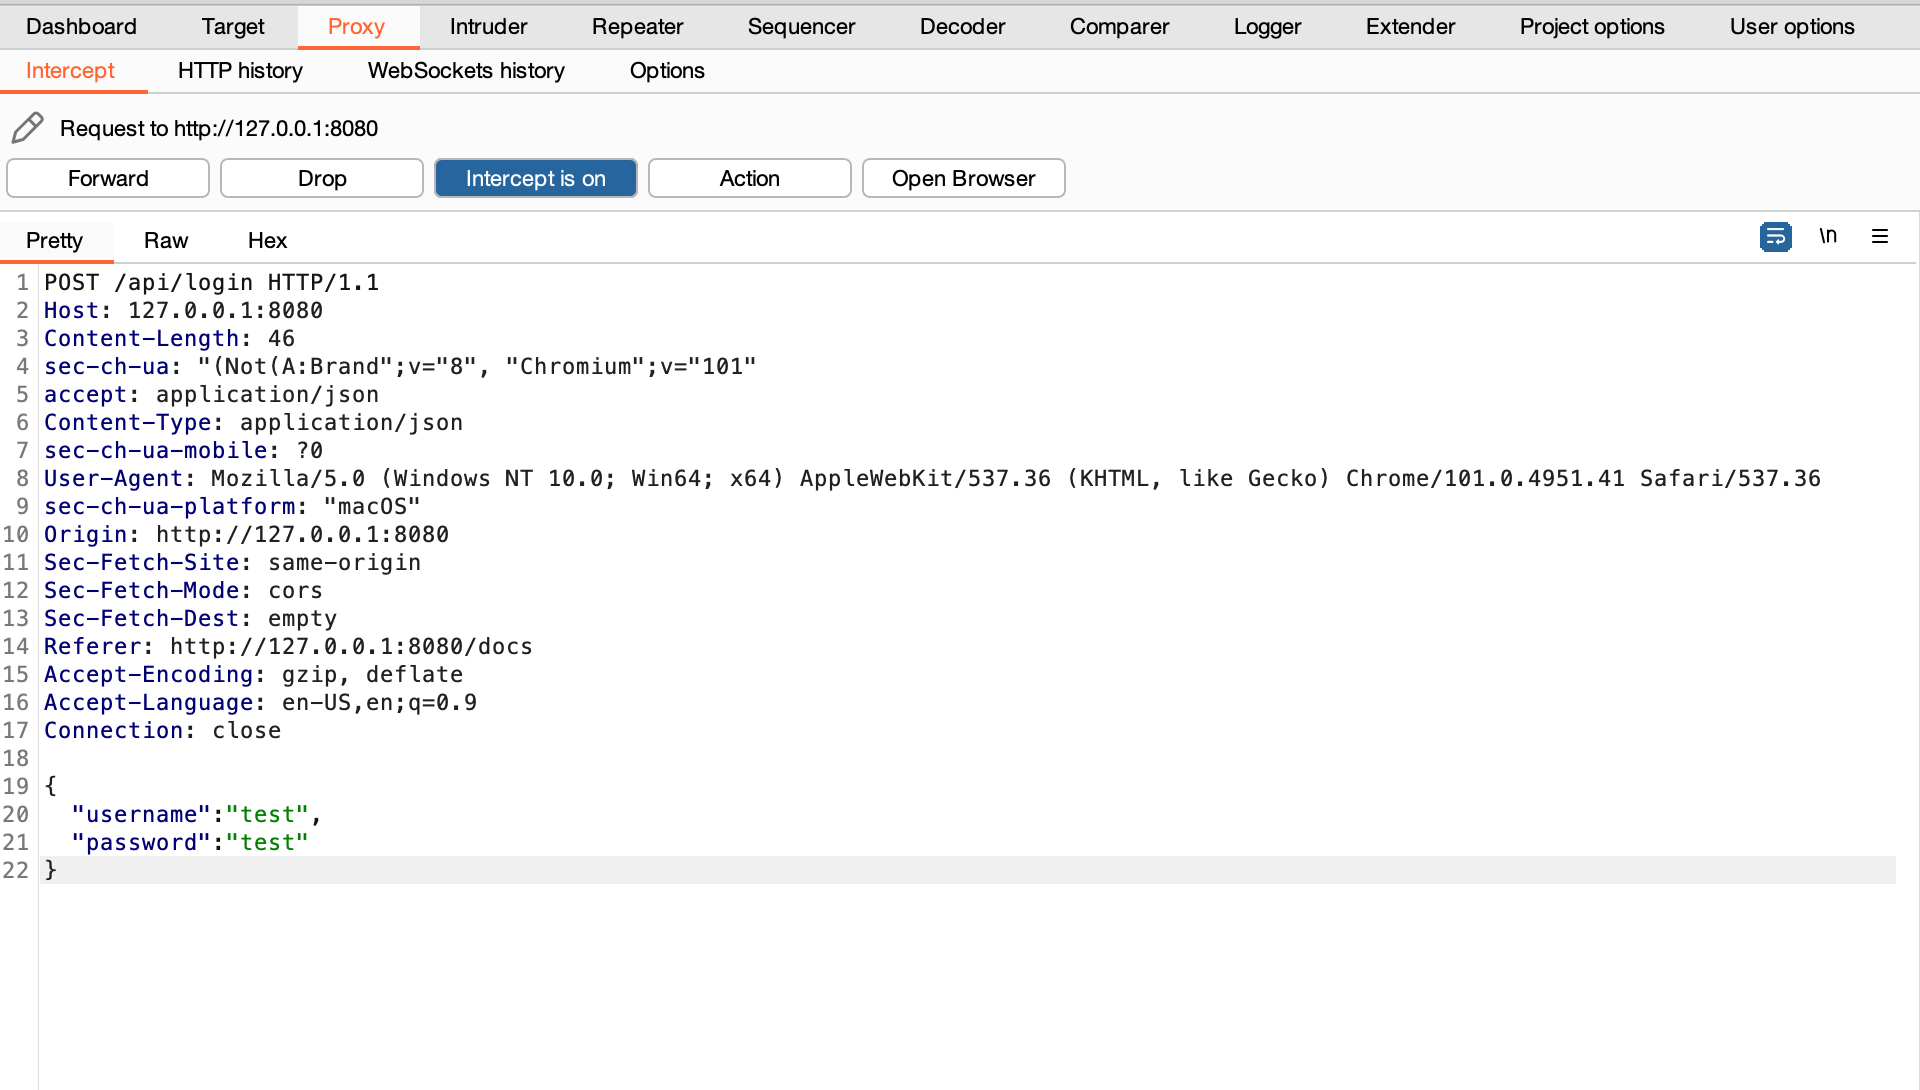 Dashboard Target Proxy Intruder Repeater Sequencer Decoder Comparer Logger Extender Project options User options
Intercept HTTP history WebSockets history Options
Request to http://127.0.0.1:8080
Forward Drop Intercept is on Action Open Browser
Pretty Raw Hex \n
1 POST /api/login HTTP/1.1
2 Host: 127.0.0.1:8080
3 Content-Length: 46
4 sec-ch-ua: "(Not(A:Brand";v="8", "Chromium";v="101"
5 accept: application/json
6 Content-Type: application/json
7 sec-ch-ua-mobile: ?0
8 User-Agent: Mozilla/5.0 (Windows NT 10.0; Win64; x64) AppleWebKit/537.36 (KHTML, like Gecko) Chrome/101.0.4951.41 Safari/537.36
9 sec-ch-ua-platform: "macOS"
10 Origin: http://127.0.0.1:8080
11 Sec-Fetch-Site: same-origin
12 Sec-Fetch-Mode: cors
13 Sec-Fetch-Dest: empty
14 Referer: http://127.0.0.1:8080/docs
15 Accept-Encoding: gzip, deflate
16 Accept-Language: en-US,en;q=0.9
17 Connection: close
18
19 {
20 "username":"test",
21 "password":"test"
22 }